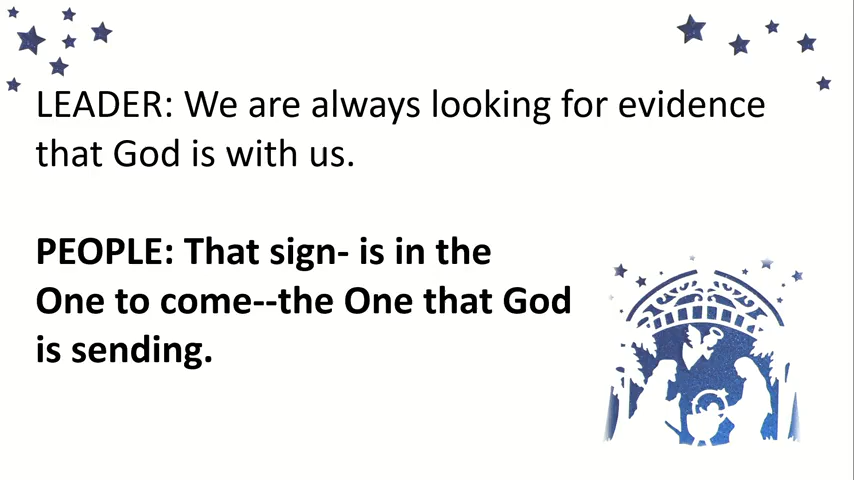 LEADER: We are always looking for evidence
that God is with us.
PEOPLE: That sign- is in the
One to come--the One that God
is sending.